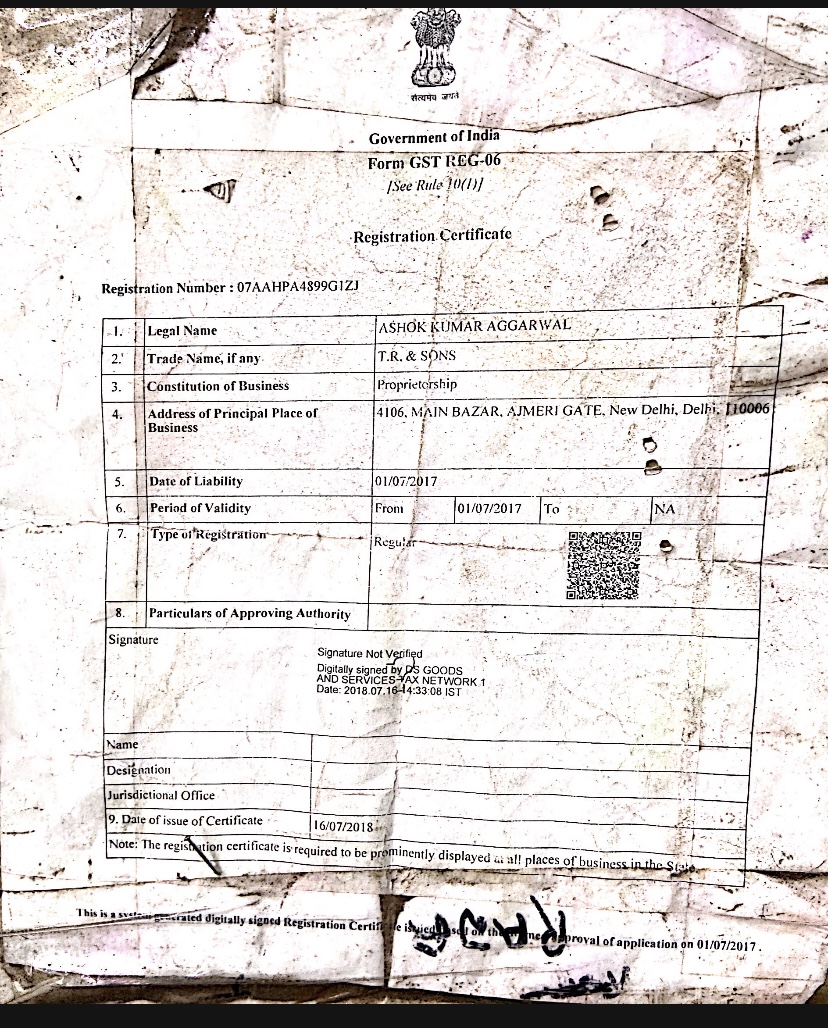 सत्यमेव जयते
Government of India
Form GST REG-06
[See Rule 10(1)]
Registration Certificate
Registration Number : 07AAHPA4899G1ZJ
1. Legal Name ASHOK KUMAR AGGARWAL
2. Trade Name, if any T.R. & SONS
3. Constitution of Business Proprietorship
4. Address of Principal Place of 4106, MAIN BAZAR, AJMERI GATE, New Delhi, Delhi, 110006
Business
5. Date of Liability 01/07/2017
6. Period of Validity From 01/07/2017 To NA
7. Type of Registration Regular
8. Particulars of Approving Authority
Signature
Signature Not Verified
Digitally signed by DS GOODS
AND SERVICES TAX NETWORK 1
Date: 2018.07.16 14:33:08 IST
Name
Designation
Jurisdictional Office
9. Date of issue of Certificate 16/07/2018
Note: The registration certificate is required to be prominently displayed at all places of business in the State.
This is a system generated digitally signed Registration Certificate issued based on the approval of application on 01/07/2017 .